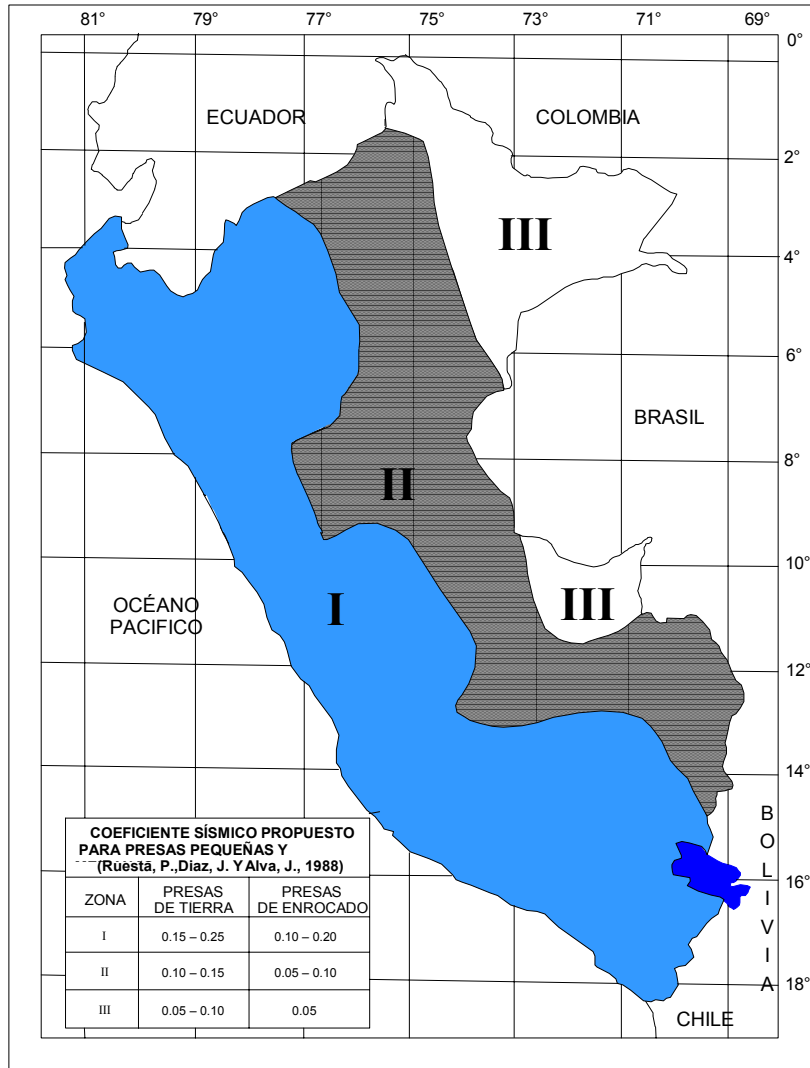 81° 79° 77° 75° 73° 71° 69°
0°
ECUADOR
COLOMBIA
2°
III
4°
6°
BRASIL
8°
II
10°
OCÉANO
PACIFICO
I
III
12°
14°
BOLIVIA
16°
18°
CHILE
COEFICIENTE SÍSMICO PROPUESTO
PARA PRESAS PEQUEÑAS Y
(Ruesta, P.,Diaz, J. Y Alva, J., 1988)
ZONA PRESAS DE TIERRA PRESAS DE ENROCADO
I 0.15 – 0.25 0.10 – 0.20
II 0.10 – 0.15 0.05 – 0.10
III 0.05 – 0.10 0.05